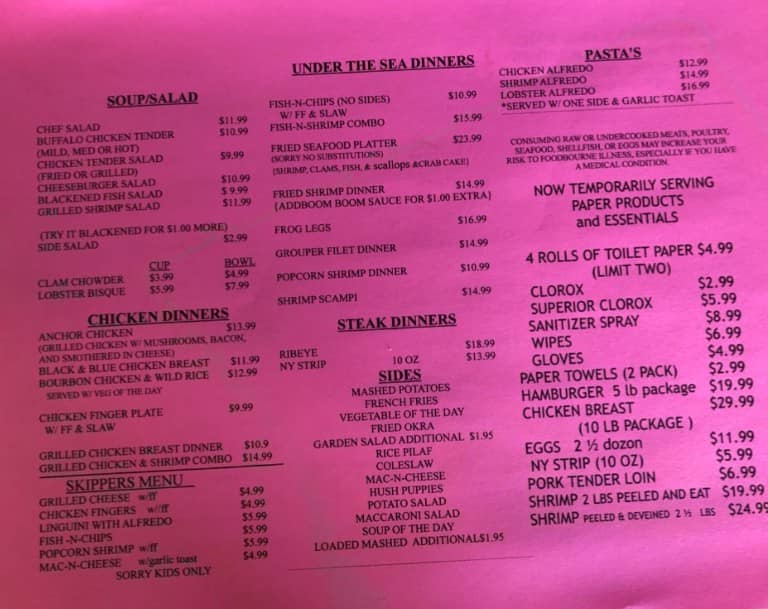 SOUP/SALAD
CHEF SALAD $11.99
BUFFALO CHICKEN TENDER $10.99
(MILD, MED OR HOT)
CHICKEN TENDER SALAD $9.99
(FRIED OR GRILLED)
CHEESEBURGER SALAD $10.99
BLACKENED FISH SALAD $ 9.99
GRILLED SHRIMP SALAD $11.99
(TRY IT BLACKENED FOR $1.00 MORE)
SIDE SALAD $2.99
CUP BOWL
CLAM CHOWDER $3.99 $4.99
LOBSTER BISQUE $5.99 $7.99
CHICKEN DINNERS
ANCHOR CHICKEN $13.99
(GRILLED CHICKEN W/ MUSHROOMS, BACON,
AND SMOTHERED IN CHEESE)
BLACK & BLUE CHICKEN BREAST $11.99
BOURBON CHICKEN & WILD RICE $12.99
SERVED W/ VEG OF THE DAY
CHICKEN FINGER PLATE $9.99
W/ FF & SLAW
GRILLED CHICKEN BREAST DINNER $10.9
GRILLED CHICKEN & SHRIMP COMBO $14.99
SKIPPERS MENU
GRILLED CHEESE w/ff $4.99
CHICKEN FINGERS w//ff $4.99
LINGUINI WITH ALFREDO $5.99
FISH -N-CHIPS $5.99
POPCORN SHRIMP w/ff $5.99
MAC-N-CHEESE w/garlic toast $4.99
SORRY KIDS ONLY
UNDER THE SEA DINNERS
FISH-N-CHIPS (NO SIDES) $10.99
W/ FF & SLAW
FISH-N-SHRIMP COMBO $15.99
FRIED SEAFOOD PLATTER $23.99
(SORRY NO SUBSTITUTIONS)
(SHRIMP, CLAMS, FISH, & scallops &CRAB CAKE)
FRIED SHRIMP DINNER $14.99
{ADDBOOM BOOM SAUCE FOR $1.00 EXTRA}
FROG LEGS $16.99
GROUPER FILET DINNER $14.99
POPCORN SHRIMP DINNER $10.99
SHRIMP SCAMPI $14.99
STEAK DINNERS
RIBEYE $18.99
NY STRIP 10 OZ $13.99
SIDES
MASHED POTATOES
FRENCH FRIES
VEGETABLE OF THE DAY
FRIED OKRA
GARDEN SALAD ADDITIONAL $1.95
RICE PILAF
COLESLAW
MAC-N-CHEESE
HUSH PUPPIES
POTATO SALAD
MACCARONI SALAD
SOUP OF THE DAY
LOADED MASHED ADDITIONAL$1.95
PASTA'S
CHICKEN ALFREDO $12.99
SHRIMP ALFREDO $14.99
LOBSTER ALFREDO $16.99
*SERVED W/ ONE SIDE & GARLIC TOAST
CONSUMING RAW OR UNDERCOOKED MEATS, POULTRY,
SEAFOOD, SHELLFISH, OR EGGS MAY INCREASE YOUR
RISK TO FOODBOURNE ILLNESS, ESPECIALLY IF YOU HAVE
A MEDICAL CONDITION.
NOW TEMPORARILY SERVING
PAPER PRODUCTS
and ESSENTIALS
4 ROLLS OF TOILET PAPER $4.99
(LIMIT TWO)
CLOROX $2.99
SUPERIOR CLOROX $5.99
SANITIZER SPRAY $8.99
WIPES $6.99
GLOVES $4.99
PAPER TOWELS (2 PACK) $2.99
HAMBURGER 5 lb package $19.99
CHICKEN BREAST $29.99
(10 LB PACKAGE )
EGGS 2 ½ dozon $11.99
NY STRIP (10 OZ) $5.99
PORK TENDER LOIN $6.99
SHRIMP 2 LBS PEELED AND EAT $19.99
SHRIMP PEELED & DEVEINED 2 ½ LBS $24.99